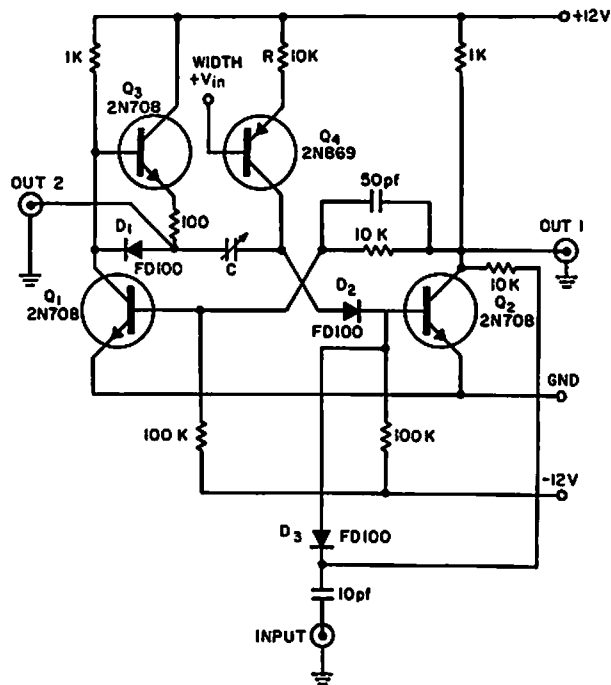 +12V
1K
R
10K
1K
WIDTH
+Vin
Q3
2N708
Q4
2N869
OUT 2
50pf
100
OUT 1
D1
FD100
C
10 K
D2
FD100
10K
Q1
2N708
Q2
2N708
GND
100 K
100K
-12V
D3
FD100
10pf
INPUT